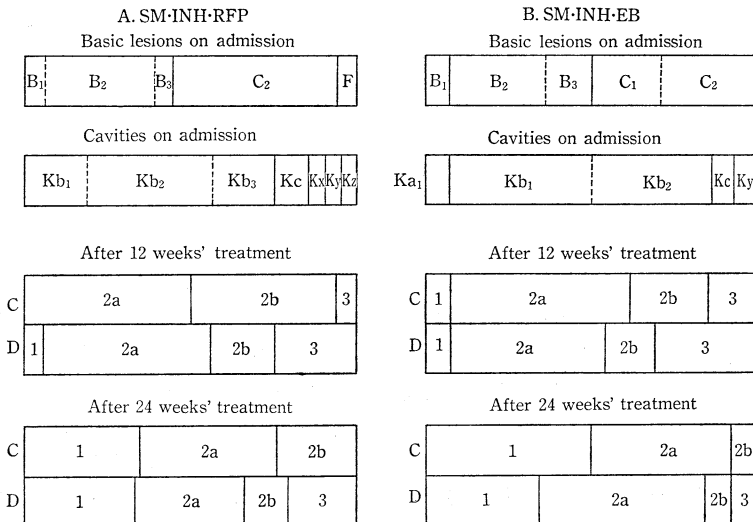 A. SM·INH·RFP
Basic lesions on admission
B₁ B₂ B₃ C₂ F
Cavities on admission
Kb₁ Kb₂ Kb₃ Kc Kx Ky Kz
After 12 weeks' treatment
C 2a 2b 3
D 1 2a 2b 3
After 24 weeks' treatment
C 1 2a 2b
D 1 2a 2b 3
B. SM·INH·EB
Basic lesions on admission
B₁ B₂ B₃ C₁ C₂
Cavities on admission
Ka₁ Kb₁ Kb₂ Kc Ky
After 12 weeks' treatment
C 1 2a 2b 3
D 1 2a 2b 3
After 24 weeks' treatment
C 1 2a 2b
D 1 2a 2b 3